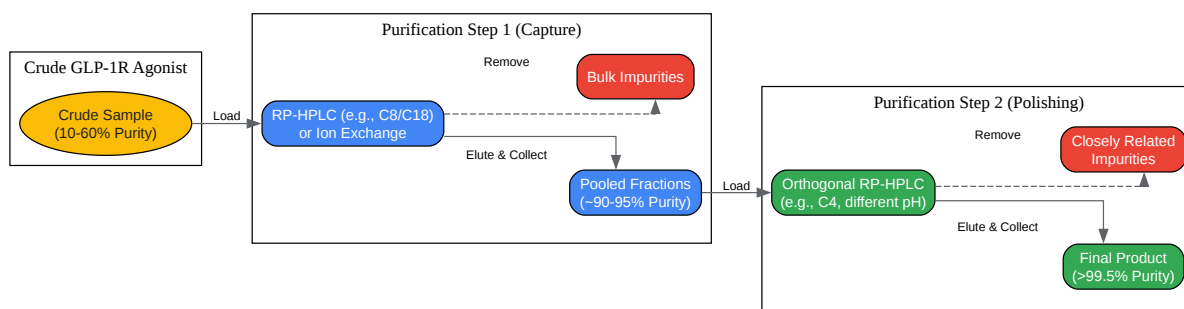 Crude GLP-1R Agonist
Crude Sample
(10-60% Purity)
Load
Purification Step 1 (Capture)
Remove
Bulk Impurities
RP-HPLC (e.g., C8/C18)
or Ion Exchange
Elute & Collect
Pooled Fractions
(~90-95% Purity)
Load
Purification Step 2 (Polishing)
Remove
Closely Related
Impurities
Orthogonal RP-HPLC
(e.g., C4, different pH)
Elute & Collect
Final Product
(>99.5% Purity)